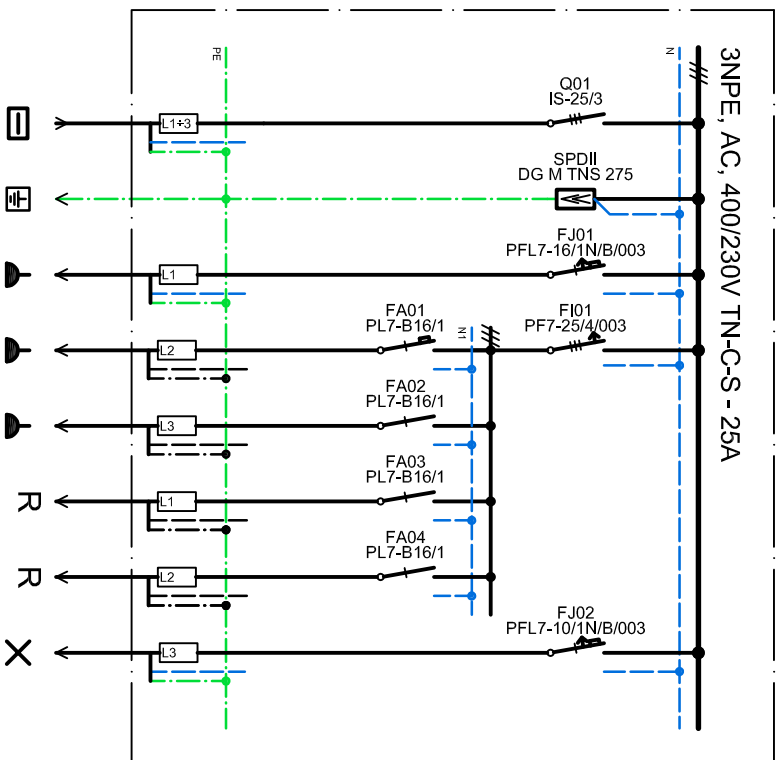 3NPE, AC, 400/230V TN-C-S - 25A
PE
N
Q01
IS-25/3
L1÷3
SPDII
DG M TNS 275
FJ01
PFL7-16/1N/B/003
L1
FA01
PL7-B16/1
N1
FI01
PF7-25/4/003
L2
FA02
PL7-B16/1
L3
FA03
PL7-B16/1
L1
R
FA04
PL7-B16/1
L2
R
FJ02
PFL7-10/1N/B/003
L3